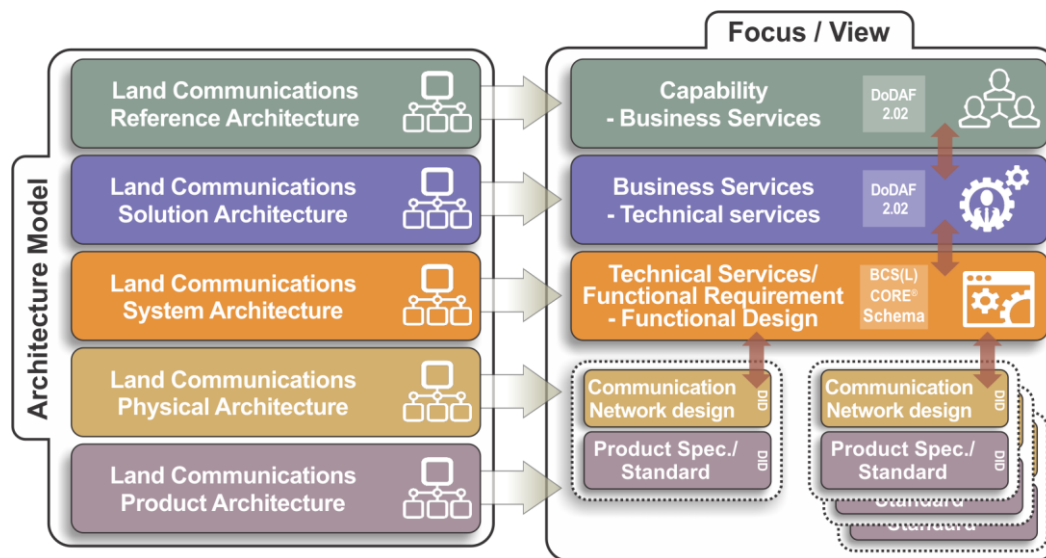 Focus / View
Architecture Model
Land Communications
Reference Architecture
Capability
- Business Services
DoDAF
2.02
Land Communications
Solution Architecture
Business Services
- Technical services
DoDAF
2.02
Land Communications
System Architecture
Technical Services/
Functional Requirement
- Functional Design
BCS(L)
CORE®
Schema
Land Communications
Physical Architecture
Communication
Network design
DID
Communication
Network design
DID
Land Communications
Product Architecture
Product Spec./
Standard
DID
Product Spec./
Standard
DID
Standard
Standard